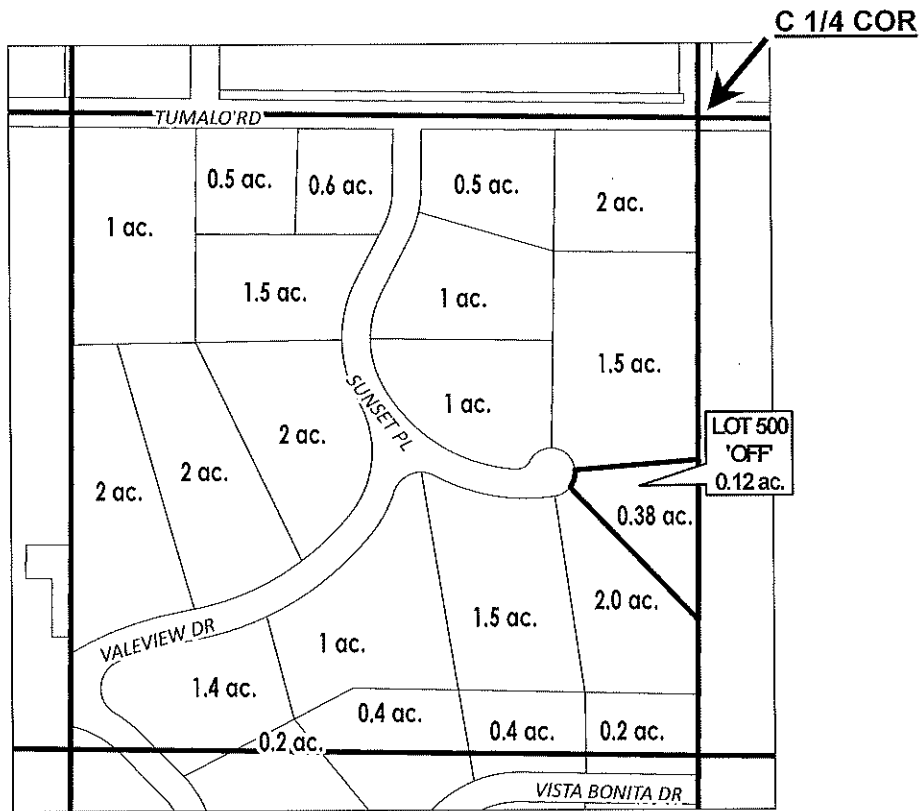 C 1/4 COR
TUMALO RD
0.5 ac.
0.6 ac.
0.5 ac.
2 ac.
1 ac.
1.5 ac.
1 ac.
1.5 ac.
SUNSET PL
1 ac.
2 ac.
LOT 500
'OFF'
0.12 ac.
2 ac.
2 ac.
0.38 ac.
2.0 ac.
1.5 ac.
VALEVIEW DR
1 ac.
1.4 ac.
0.4 ac.
0.2 ac.
0.4 ac.
0.2 ac.
VISTA BONITA DR